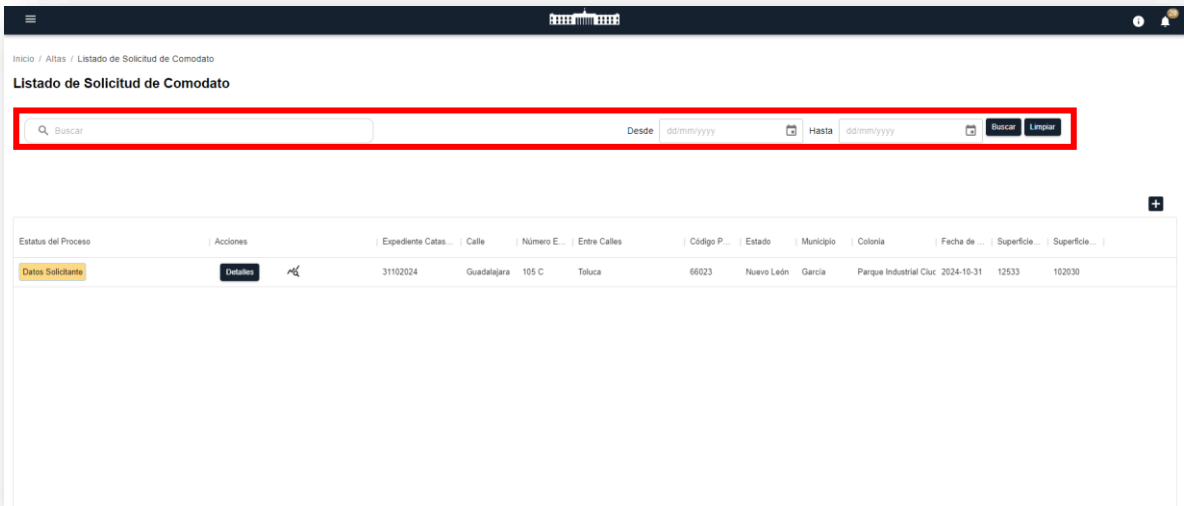 28
Inicio / Altas / Listado de Solicitud de Comodato
Listado de Solicitud de Comodato
Buscar Desde dd/mm/yyyy Hasta dd/mm/yyyy Buscar Limpiar
Estatus del Proceso Acciones Expediente Catas... Calle Número E... Entre Calles Código P... Estado Municipio Colonia Fecha de ... Superficie... Superficie...
Datos Solicitante Detalles 31102024 Guadalajara 105 C Toluca 66023 Nuevo León García Parque Industrial Ciuc 2024-10-31 12533 102030